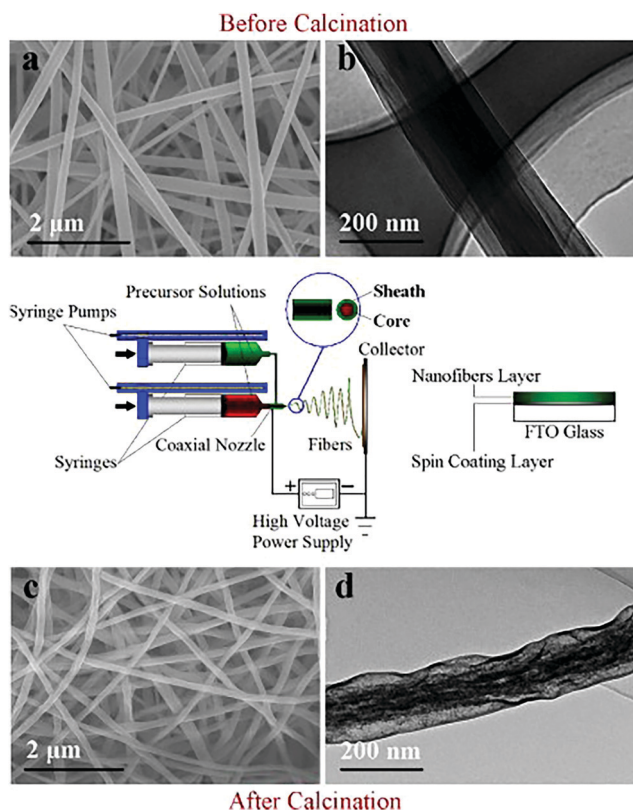 Before Calcination
a
b
2 μm
200 nm
Precursor Solutions
Sheath
Core
Syringe Pumps
Collector
Nanofibers Layer
FTO Glass
Coaxial Nozzle
Fibers
Syringes
Spin Coating Layer
+
−
High Voltage
Power Supply
c
d
2 μm
200 nm
After Calcination